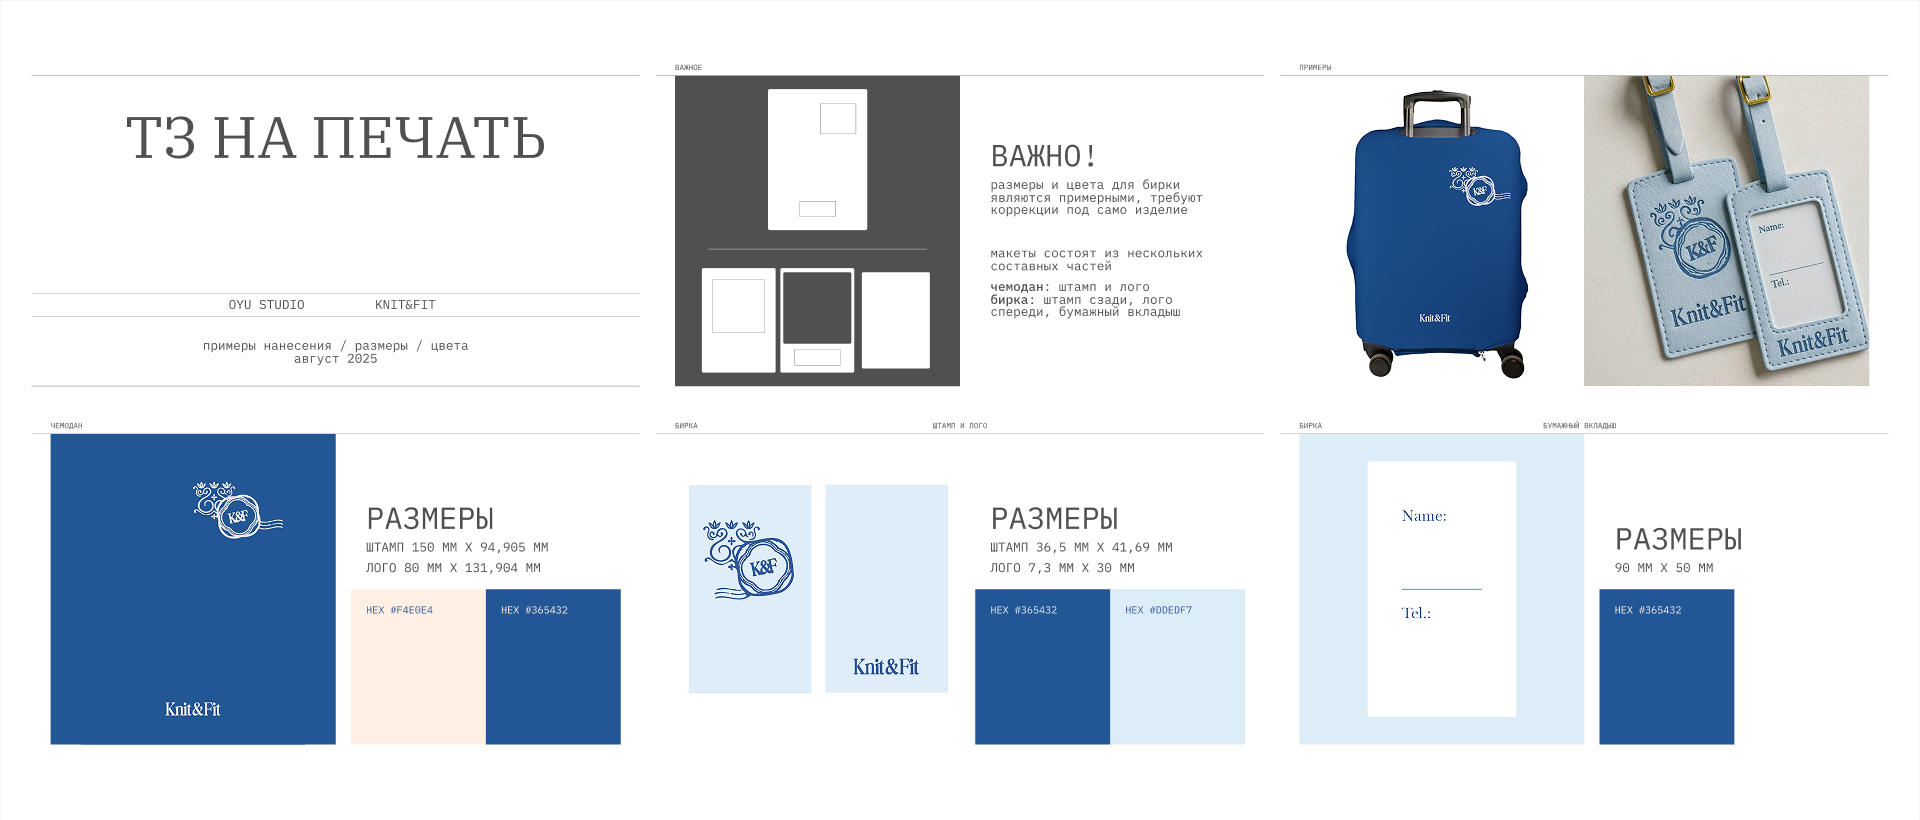 ТЗ НА ПЕЧАТЬ
OYU STUDIO
KNIT&FIT
примеры нанесения / размеры / цвета
август 2025
ВАЖНОЕ
ВАЖНО!
размеры и цвета для бирки
являются примерными, требуют
коррекции под само изделие
макеты состоят из нескольких
составных частей
чемодан: штамп и лого
бирка: штамп сзади, лого
спереди, бумажный вкладыш
ПРИМЕРЫ
K&F
Knit&Fit
K&F
Knit&Fit
Name:
Tel.:
Knit&Fit
ЧЕМОДАН
K&F
Knit&Fit
РАЗМЕРЫ
ШТАМП 150 ММ X 94,905 ММ
ЛОГО 80 ММ X 131,904 ММ
HEX #F4E0E4
HEX #365432
БИРКА
ШТАМП И ЛОГО
K&F
Knit&Fit
РАЗМЕРЫ
ШТАМП 36,5 ММ X 41,69 ММ
ЛОГО 7,3 ММ X 30 ММ
HEX #365432
HEX #DDEDF7
БИРКА
БУМАЖНЫЙ ВКЛАДЫШ
Name:
Tel.:
РАЗМЕРЫ
90 ММ X 50 ММ
HEX #365432